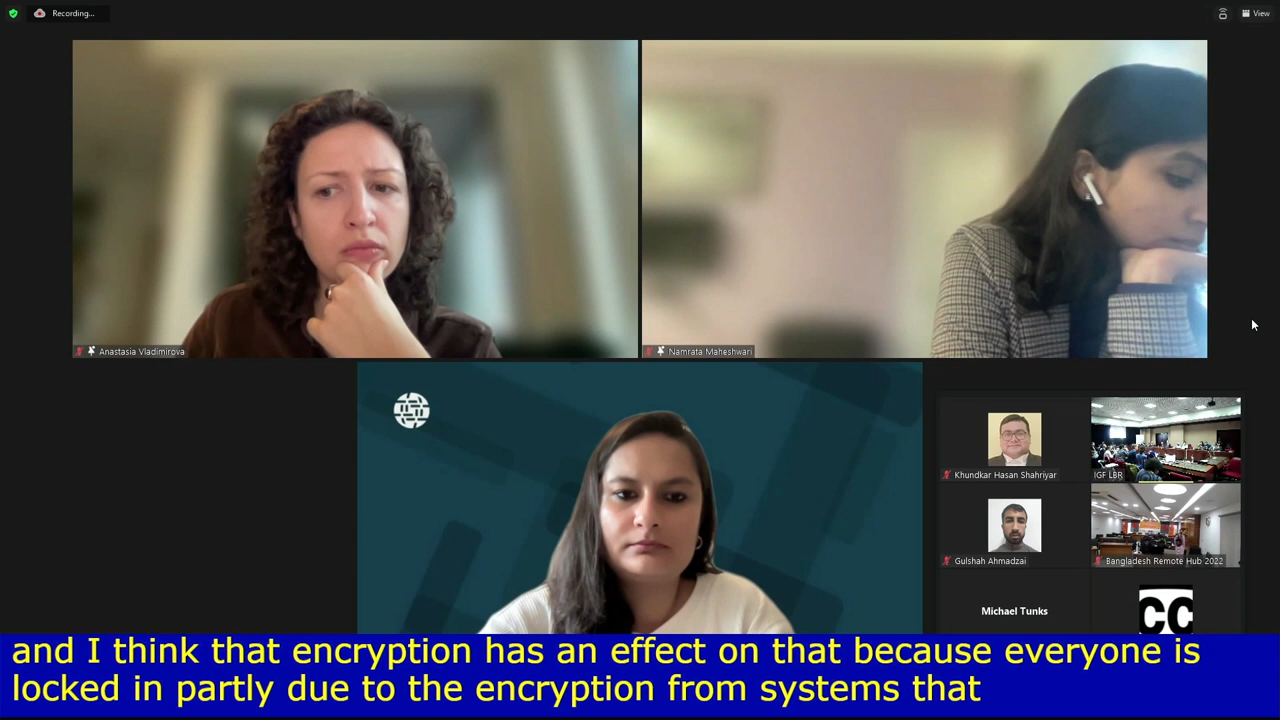 Recording...
View
Anastasia Vladimirova
Namrata Maheshwari
Khundkar Hasan Shahriyar
IGF LBR
Gulshah Ahmadzai
Bangladesh Remote Hub 2022
Michael Tunks
CC
and I think that encryption has an effect on that because everyone is
locked in partly due to the encryption from systems that